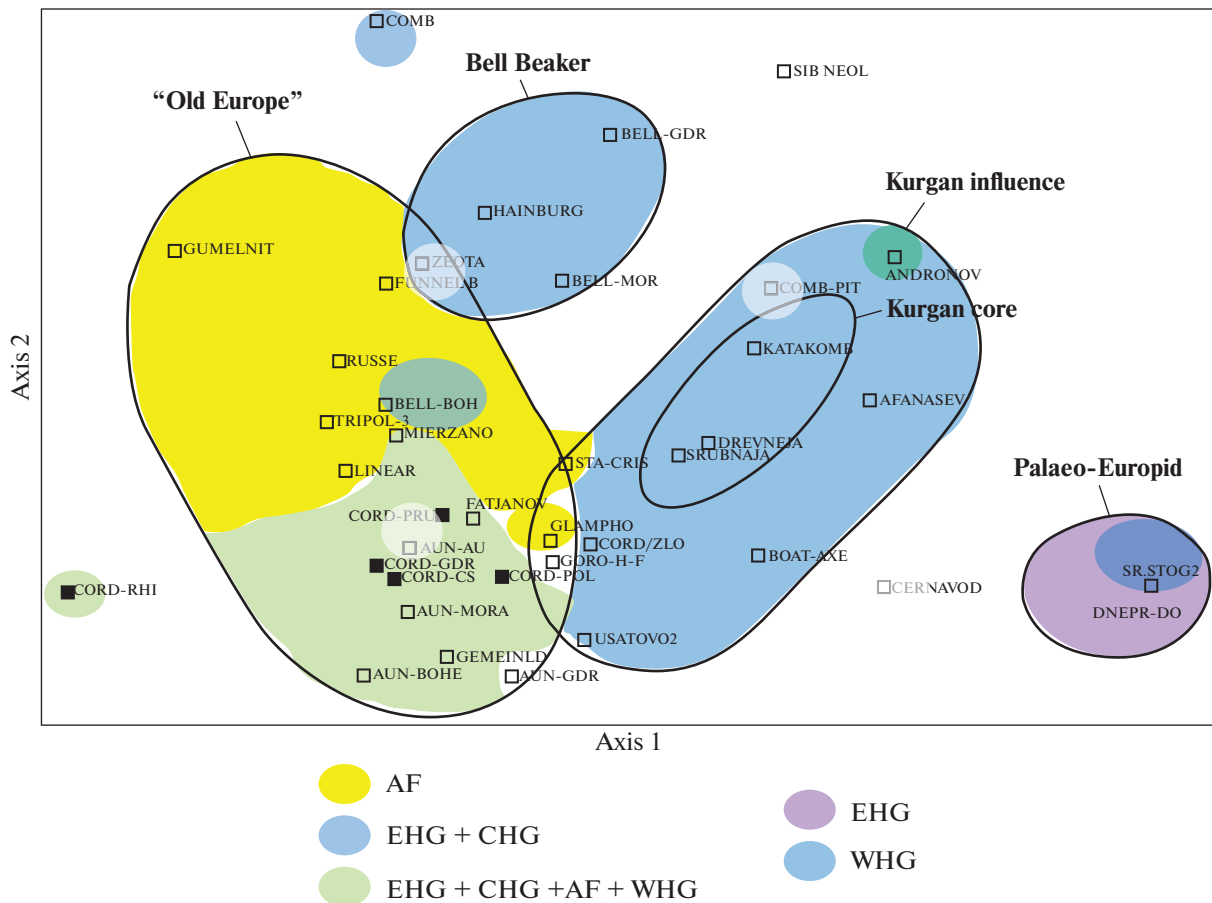 COMB
Bell Beaker
SIB NEOL
"Old Europe"
BELL-GDR
Kurgan influence
HAINBURG
GUMELNIT
ZEOTA
ANDRONOV
FUNNELB
BELL-MOR
COMB-PIT
Kurgan core
KATAKOMB
RUSSE
AFANASEV
BELL-BOH
TRIPOL-3
MIERZANO
DREVNEJA
SRUBNAJA
STA-CRIS
LINEAR
Palaeo-Europid
FATJANOV
CORD-PRU
GLAMPHO
CORD/ZLO
AUN-AU
GORO-H-F
BOAT-AXE
CORD-GDR
SR.STOG2
CORD-CS
CORD-POL
CORD-RHI
CERNAVOD
AUN-MORA
DNEPR-DO
USATOVO2
GEMEINLD
AUN-BOHE
AUN-GDR
Axis 2
Axis 1
AF
EHG + CHG
EHG + CHG +AF + WHG
EHG
WHG